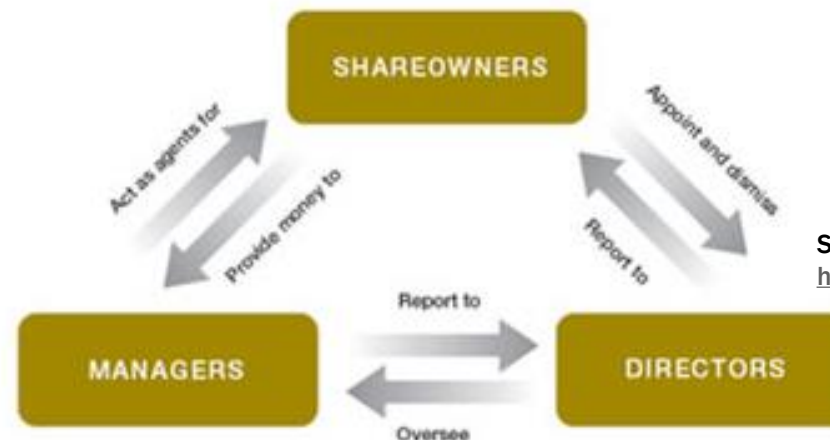 SHAREOWNERS
Act as agents for
Provide money to
Appoint and dismiss
Report to
Report to
MANAGERS
DIRECTORS
Oversee